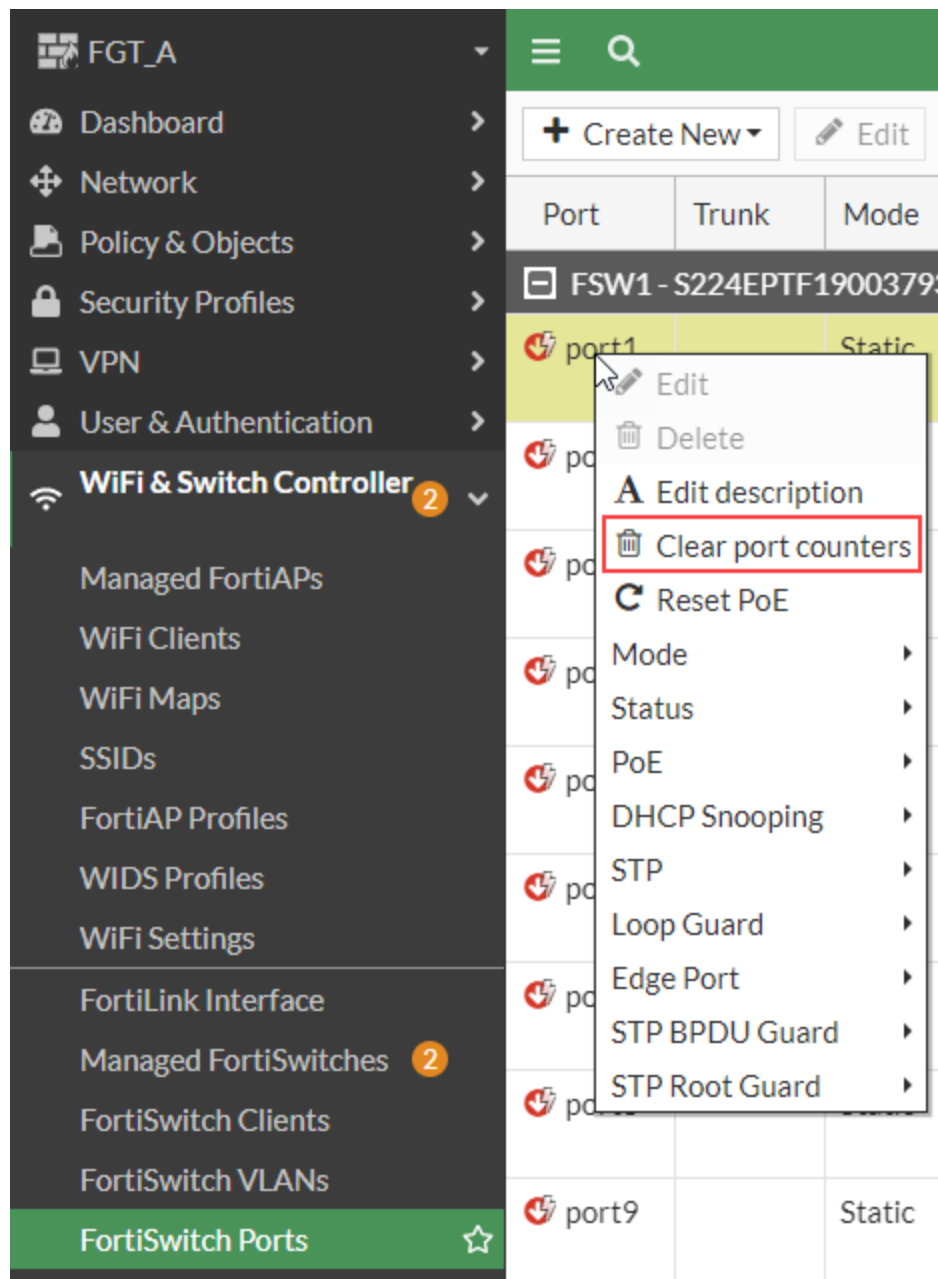 FGT_A
Dashboard
Network
Policy & Objects
Security Profiles
VPN
User & Authentication
WiFi & Switch Controller 2
Managed FortiAPs
WiFi Clients
WiFi Maps
SSIDs
FortiAP Profiles
WIDS Profiles
WiFi Settings
FortiLink Interface
Managed FortiSwitches 2
FortiSwitch Clients
FortiSwitch VLANs
FortiSwitch Ports
Create New Edit
Port Trunk Mode
FSW1 - S224EPTF1900379
port1 Static
Edit
Delete
Edit description
Clear port counters
Reset PoE
Mode
Status
PoE
DHCP Snooping
STP
Loop Guard
Edge Port
STP BPDU Guard
STP Root Guard
port9 Static